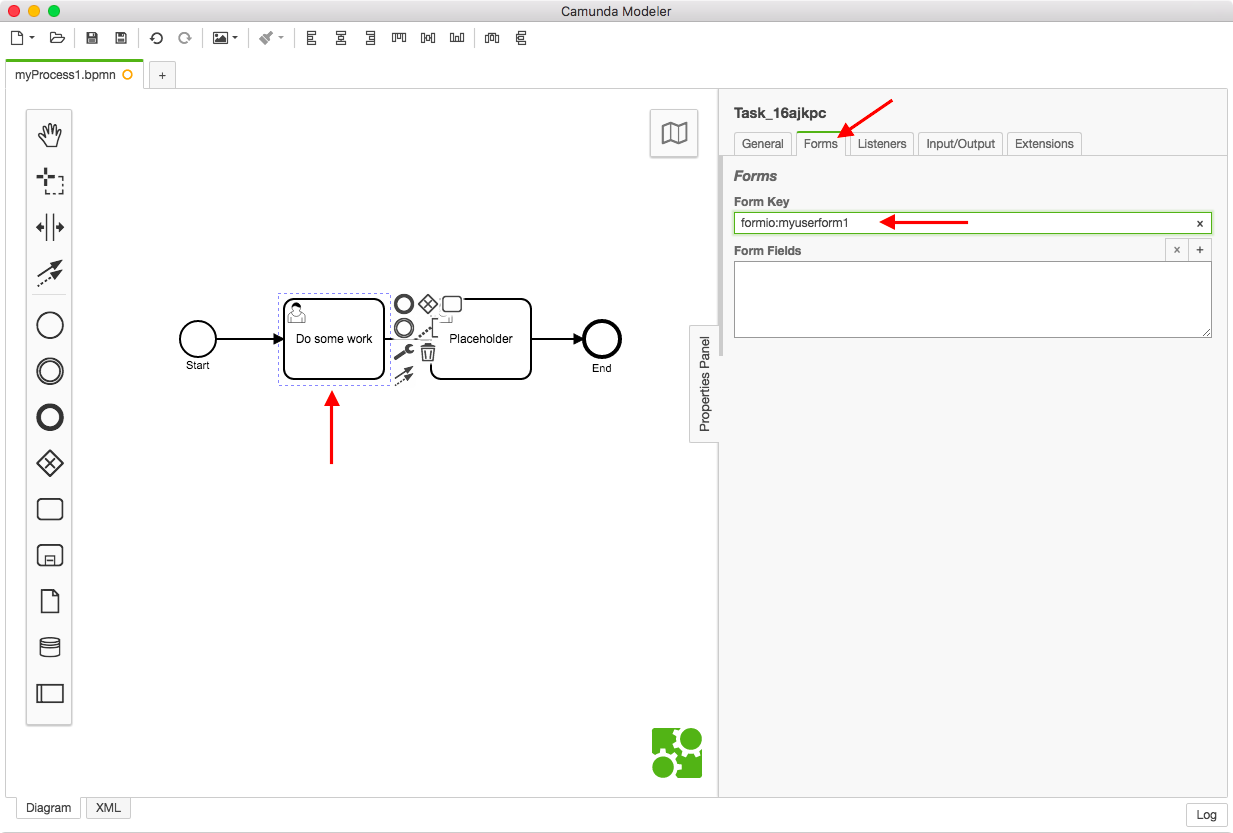 Camunda Modeler
myProcess1.bpmn
+
Task_16ajkpc
General Forms Listeners Input/Output Extensions
Forms
Form Key
formio:myuserform1 ×
Form Fields × +
Do some work
Placeholder
Start
End
Properties Panel
Diagram XML
Log